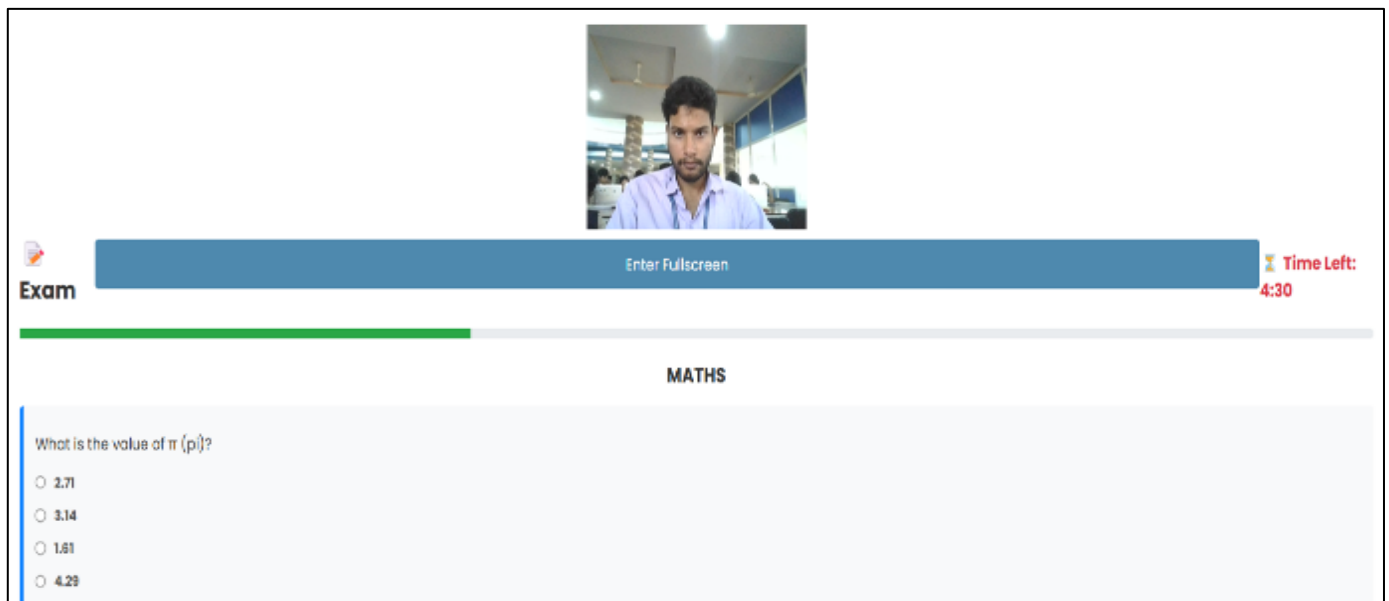 Enter Fullscreen
Exam
Time Left:
4:30
MATHS
What is the value of π (pi)?
2.71
3.14
1.61
4.29